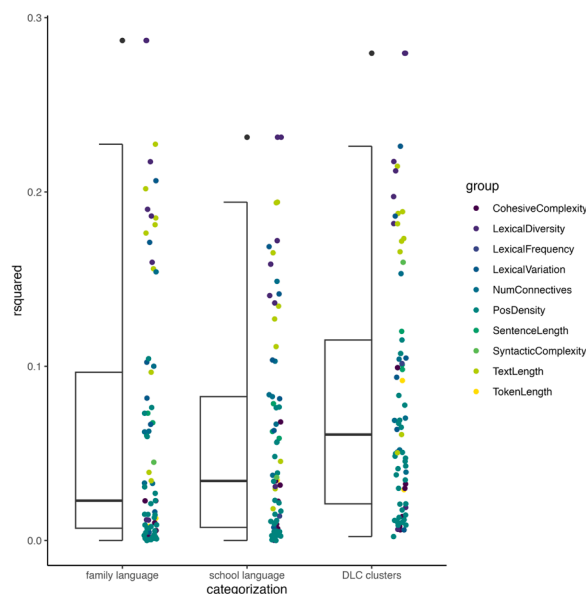 0.3
0.2
0.1
0.0
rsquared
family language
school language
DLC clusters
categorization
group
CohesiveComplexity
LexicalDiversity
LexicalFrequency
LexicalVariation
NumConnectives
PosDensity
SentenceLength
SyntacticComplexity
TextLength
TokenLength